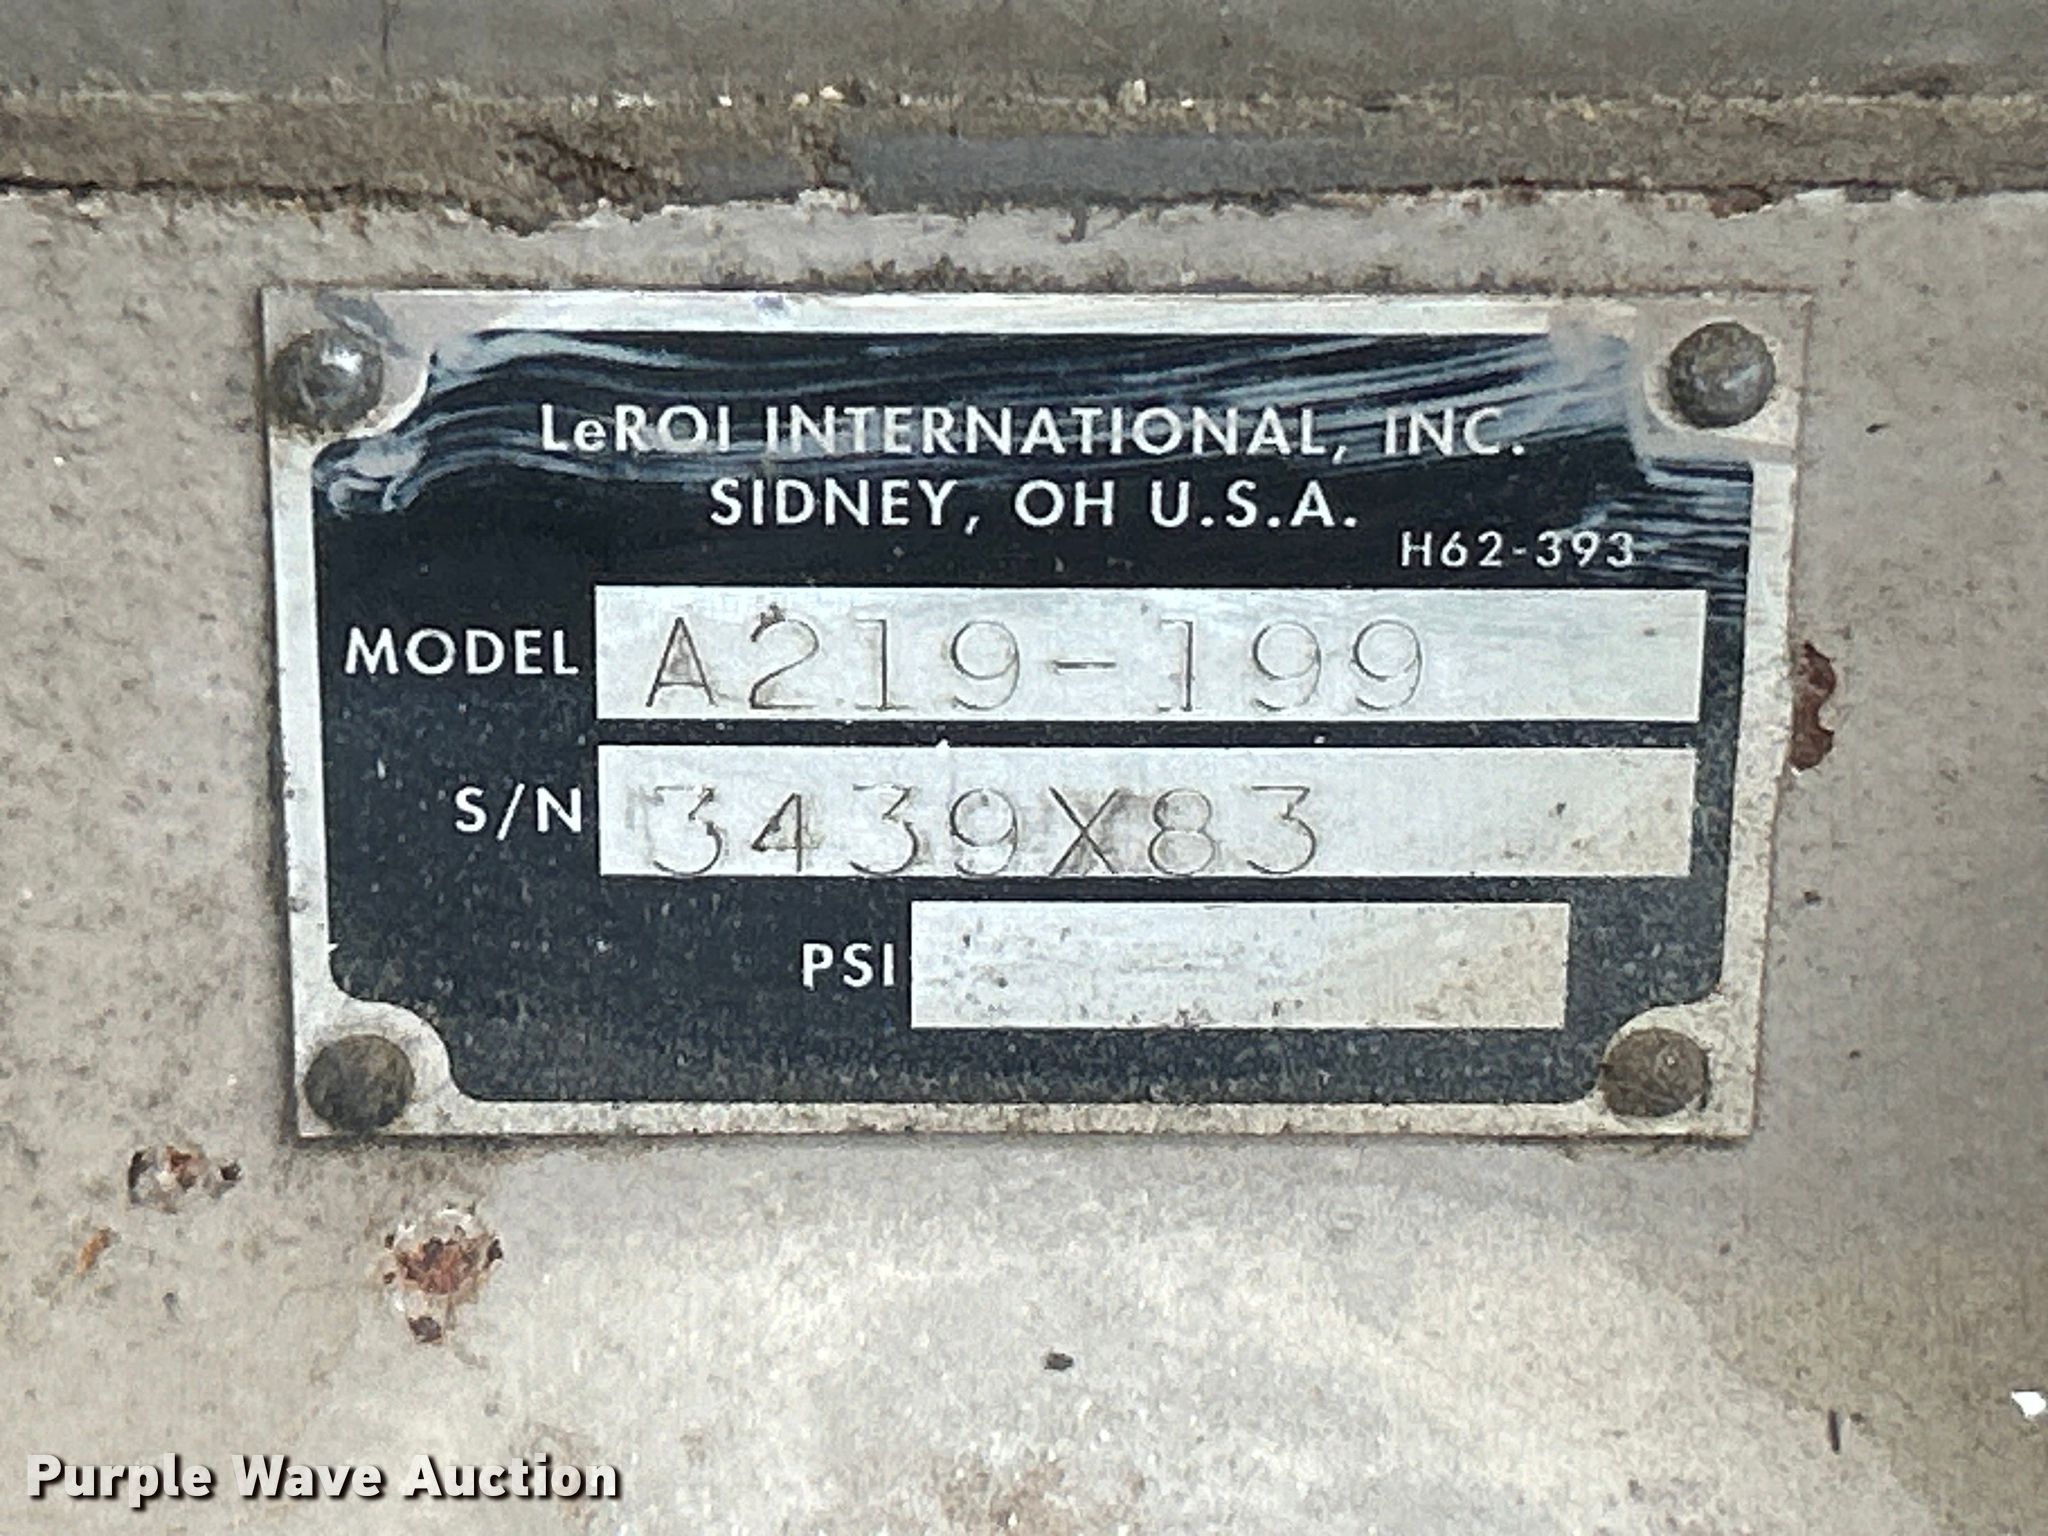 LeROI INTERNATIONAL, INC.
SIDNEY, OH U.S.A.
H62-393
MODEL A219-199
S/N 3439X83
PSI
Purple Wave Auction